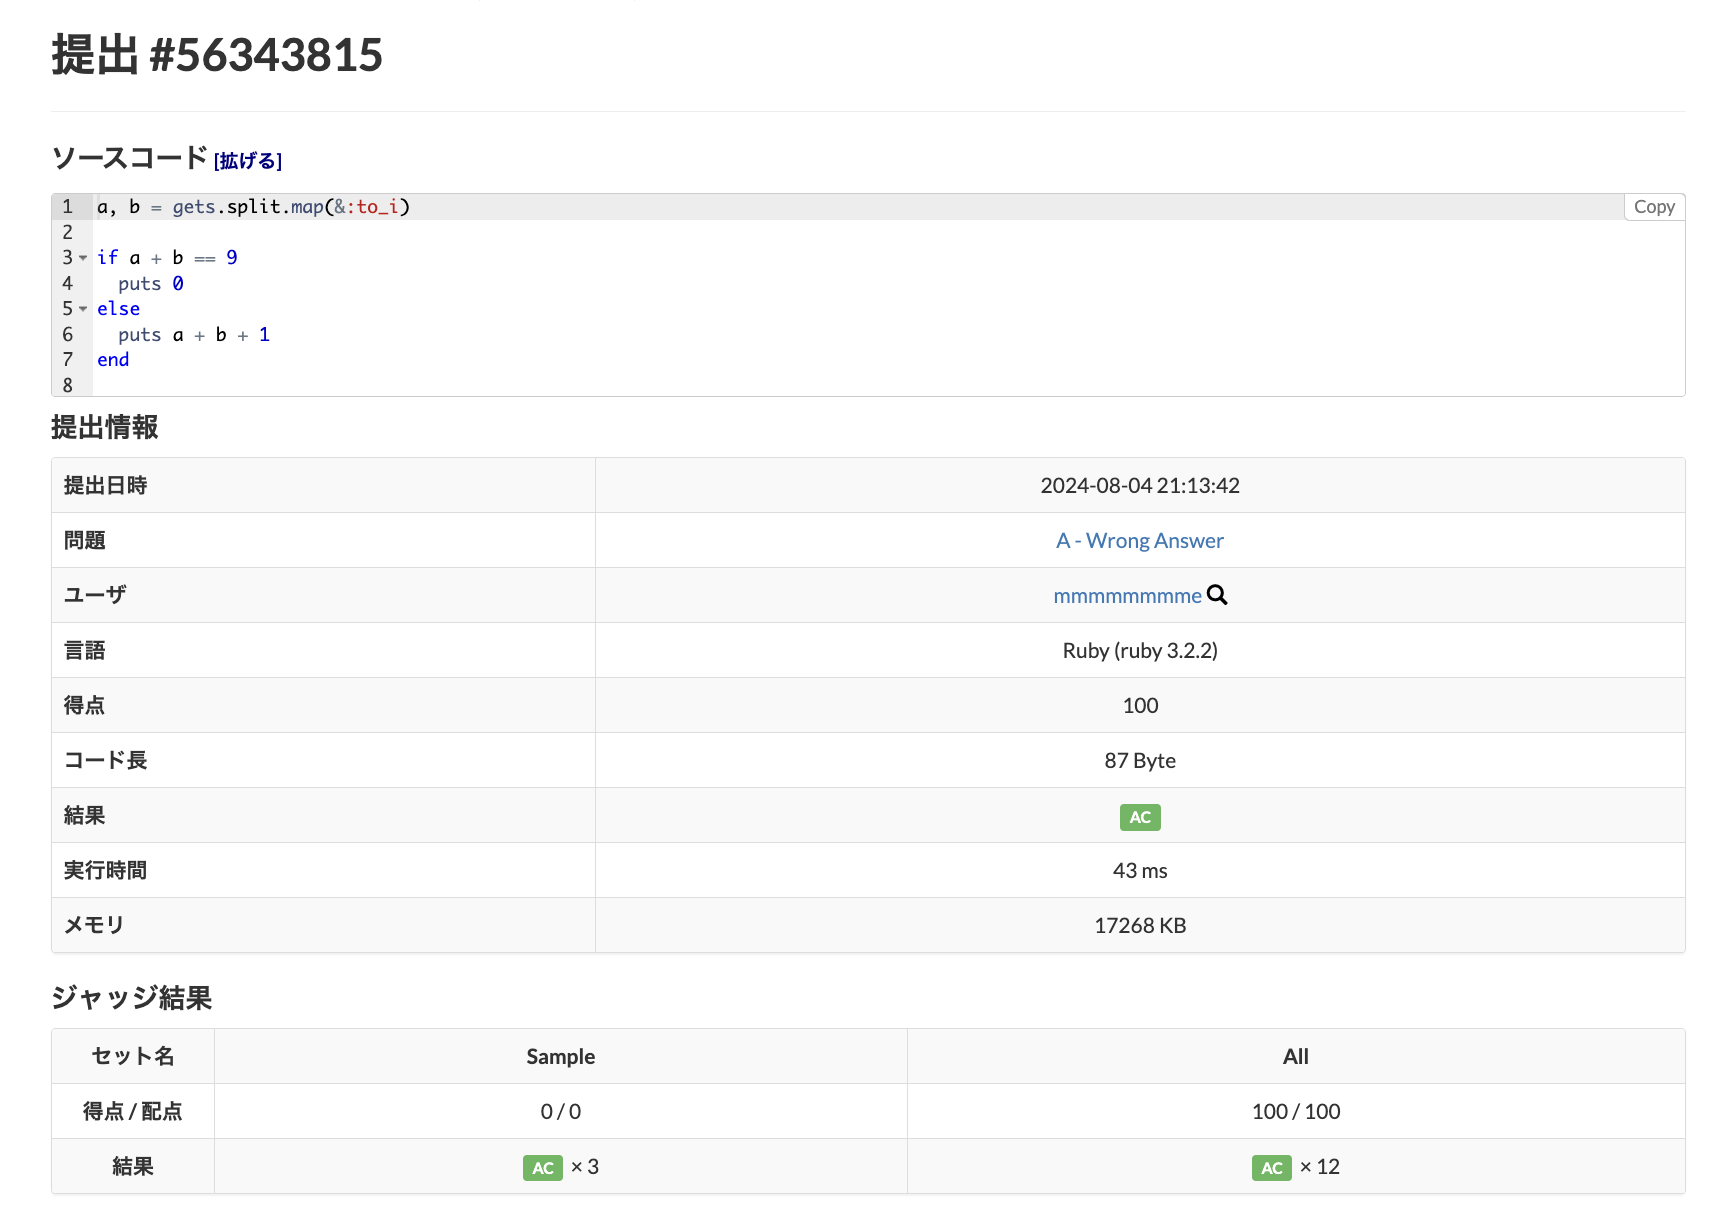 提出 #56343815
ソースコード [拡げる]
1 a, b = gets.split.map(&:to_i)
Copy
2
3 if a + b == 9
4   puts 0
5 else
6   puts a + b + 1
7 end
8
提出情報
提出日時 2024-08-04 21:13:42
問題 A - Wrong Answer
ユーザ mmmmmmmme
言語 Ruby (ruby 3.2.2)
得点 100
コード長 87 Byte
結果 AC
実行時間 43 ms
メモリ 17268 KB
ジャッジ結果
セット名 Sample All
得点 / 配点 0 / 0 100 / 100
結果 AC × 3 AC × 12